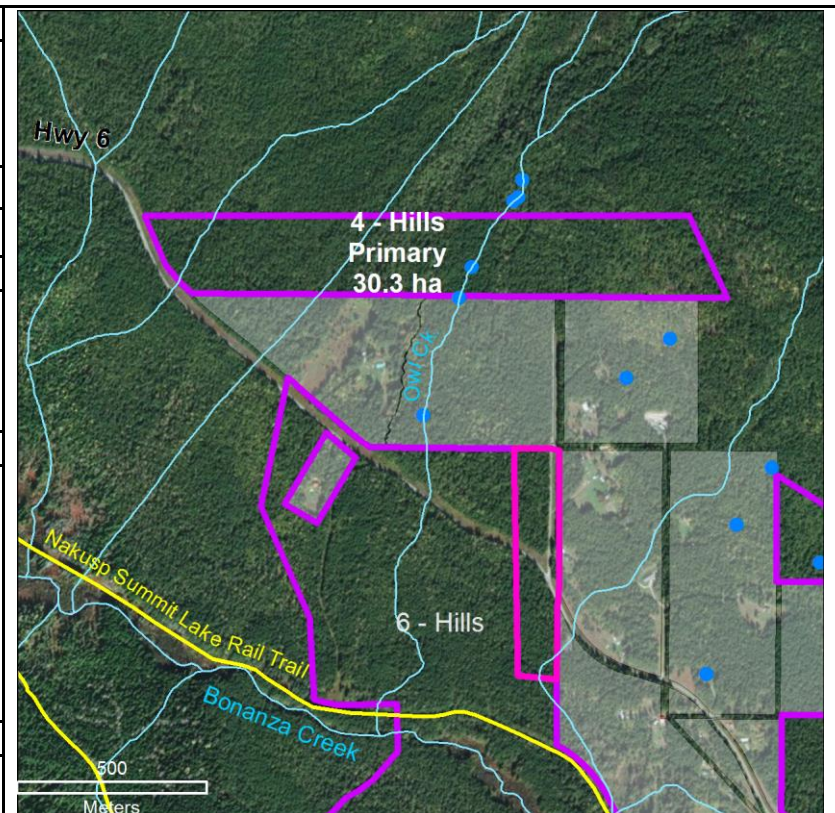 Hwy 6
4 - Hills
Primary
30.3 ha
Owl Ck
6 - Hills
Nakusp Summit Lake Rail Trail
Bonanza Creek
500
Meters